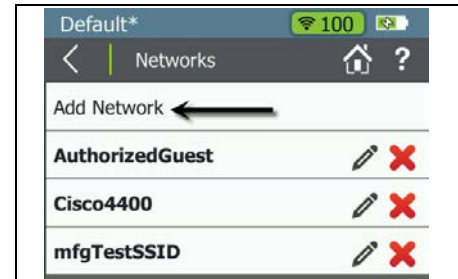 Default* 100
Networks ?
Add Network
AuthorizedGuest
Cisco4400
mfgTestSSID